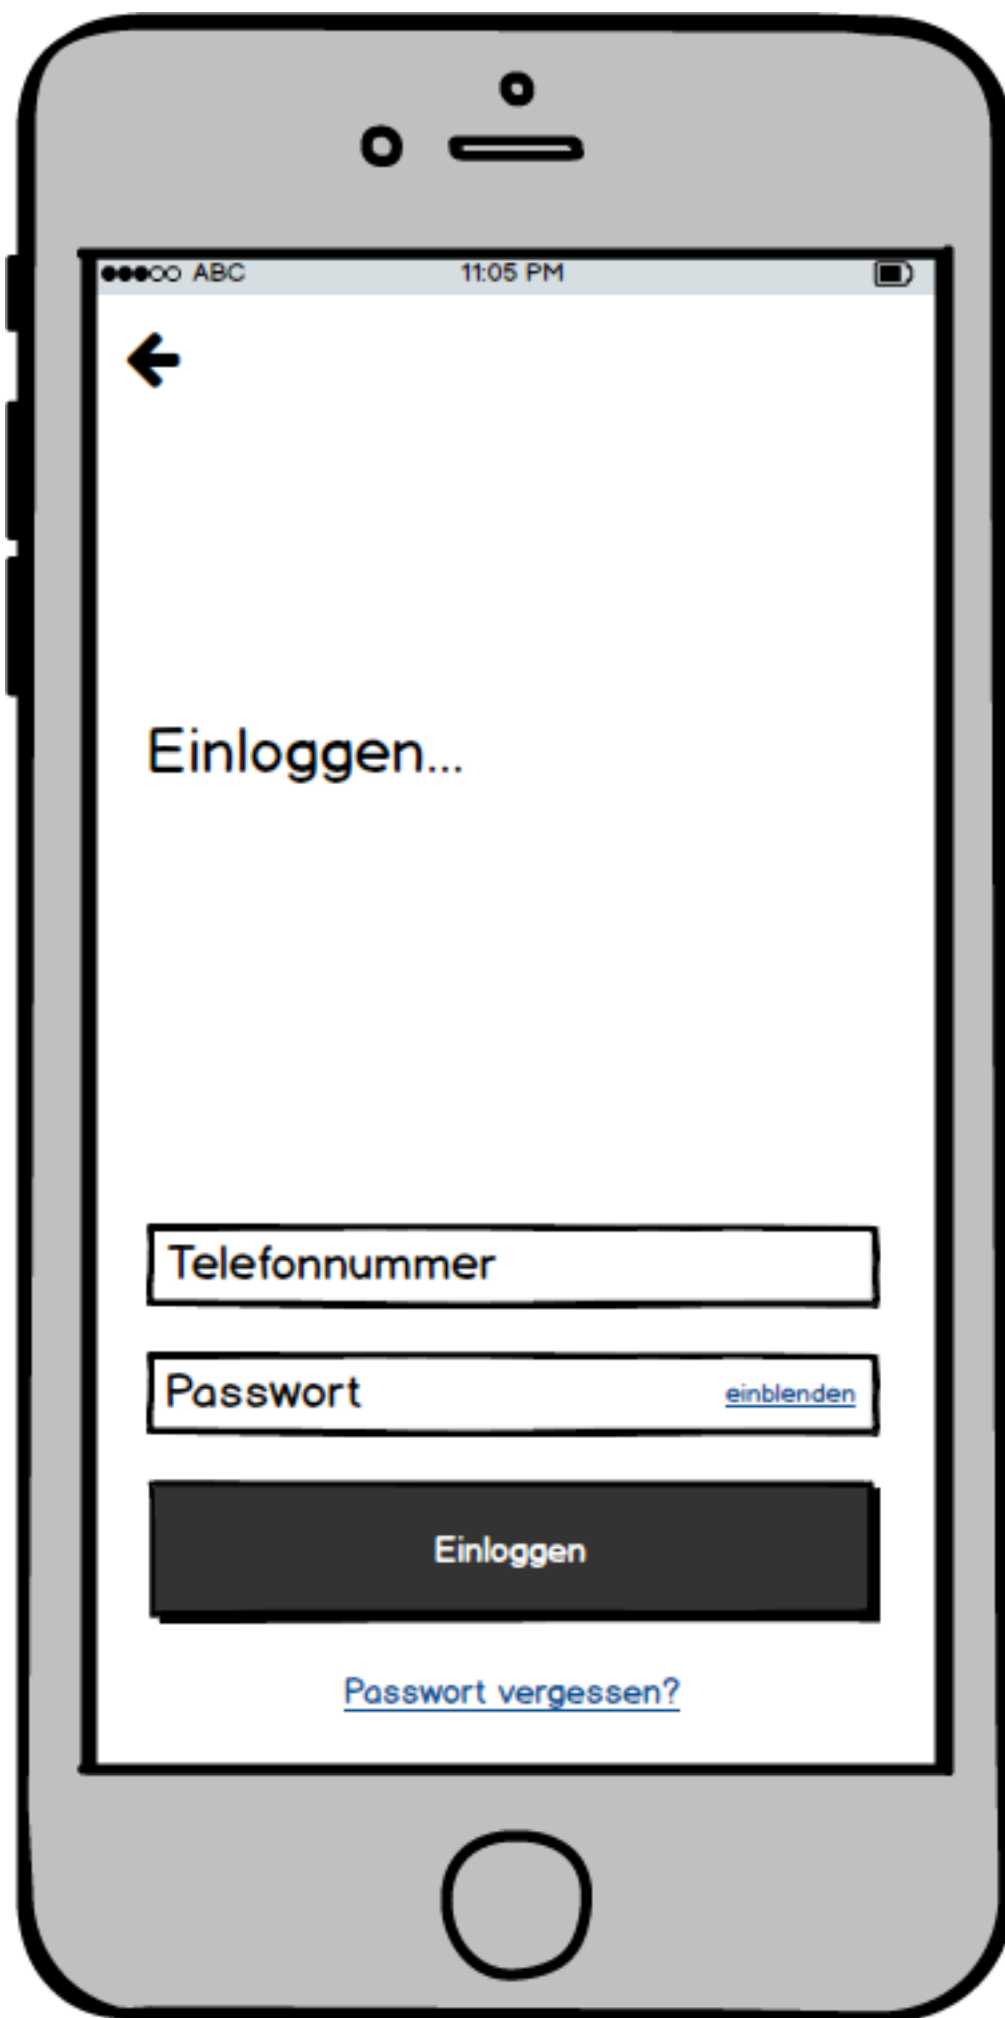 ABC 11:05 PM
Einloggen...
Telefonnummer
Passwort einblenden
Einloggen
Passwort vergessen?